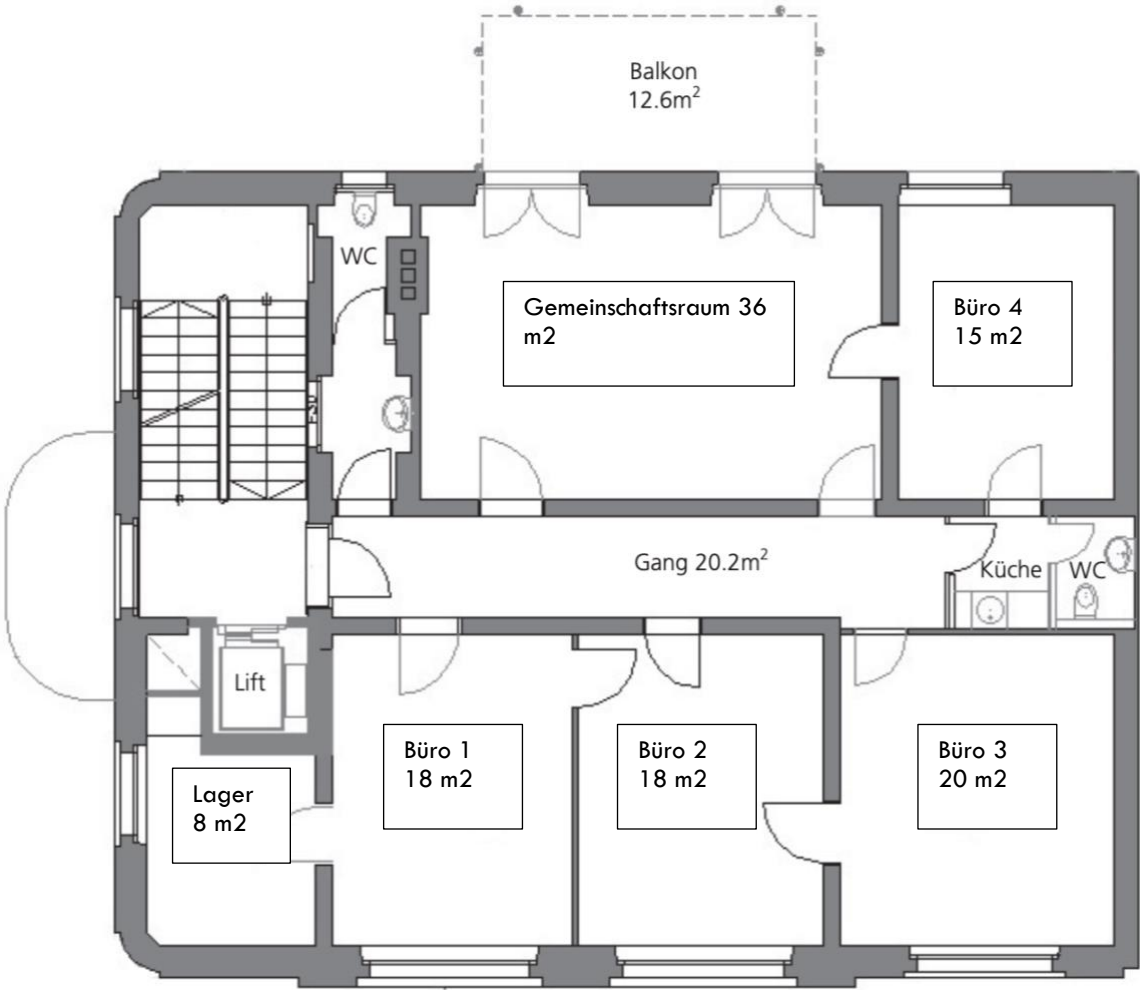 Balkon
12.6m²
WC
Gemeinschaftsraum 36
m2
Büro 4
15 m2
Gang 20.2m²
Küche
WC
Lift
Büro 1
18 m2
Büro 2
18 m2
Büro 3
20 m2
Lager
8 m2